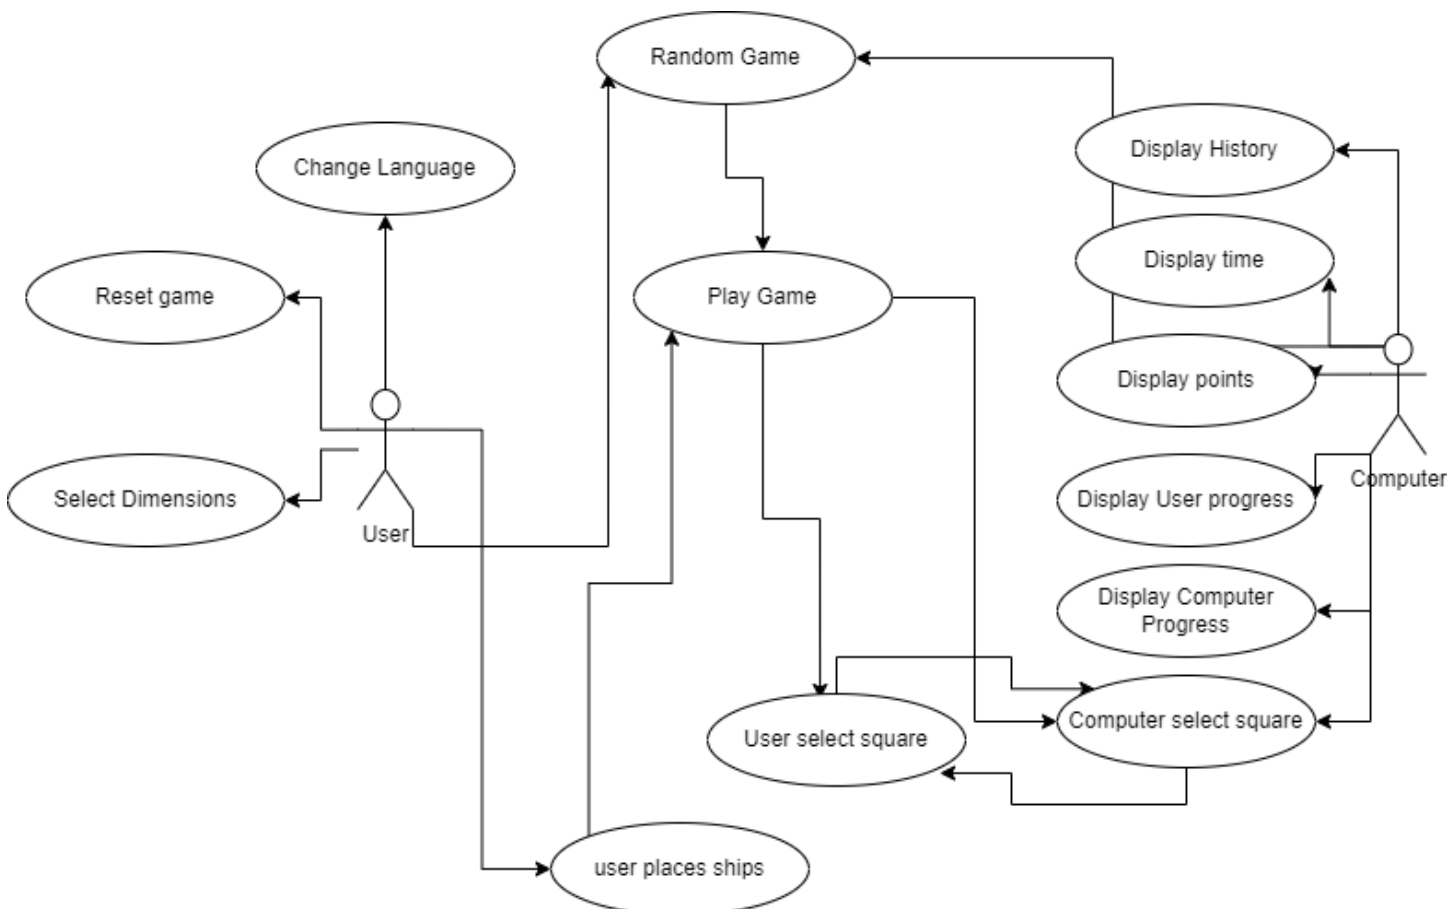 Random Game
Display History
Change Language
Display time
Reset game
Play Game
Display points
Computer
Select Dimensions
Display User progress
User
Display Computer
Progress
Computer select square
User select square
user places ships